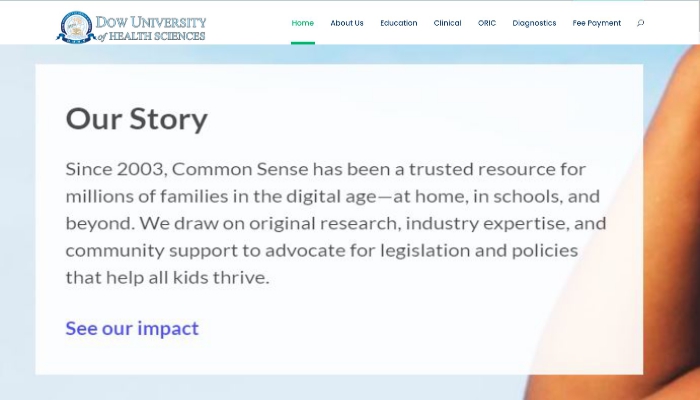 Dow University
of Health Sciences
Home About Us Education Clinical ORIC Diagnostics Fee Payment
Our Story
Since 2003, Common Sense has been a trusted resource for
millions of families in the digital age—at home, in schools, and
beyond. We draw on original research, industry expertise, and
community support to advocate for legislation and policies
that help all kids thrive.
See our impact